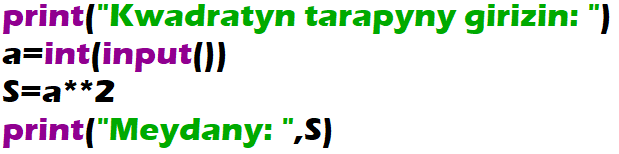 print("Kwadratyn tarapyny girizin: ")
a=int(input())
S=a**2
print("Meydany: ",S)